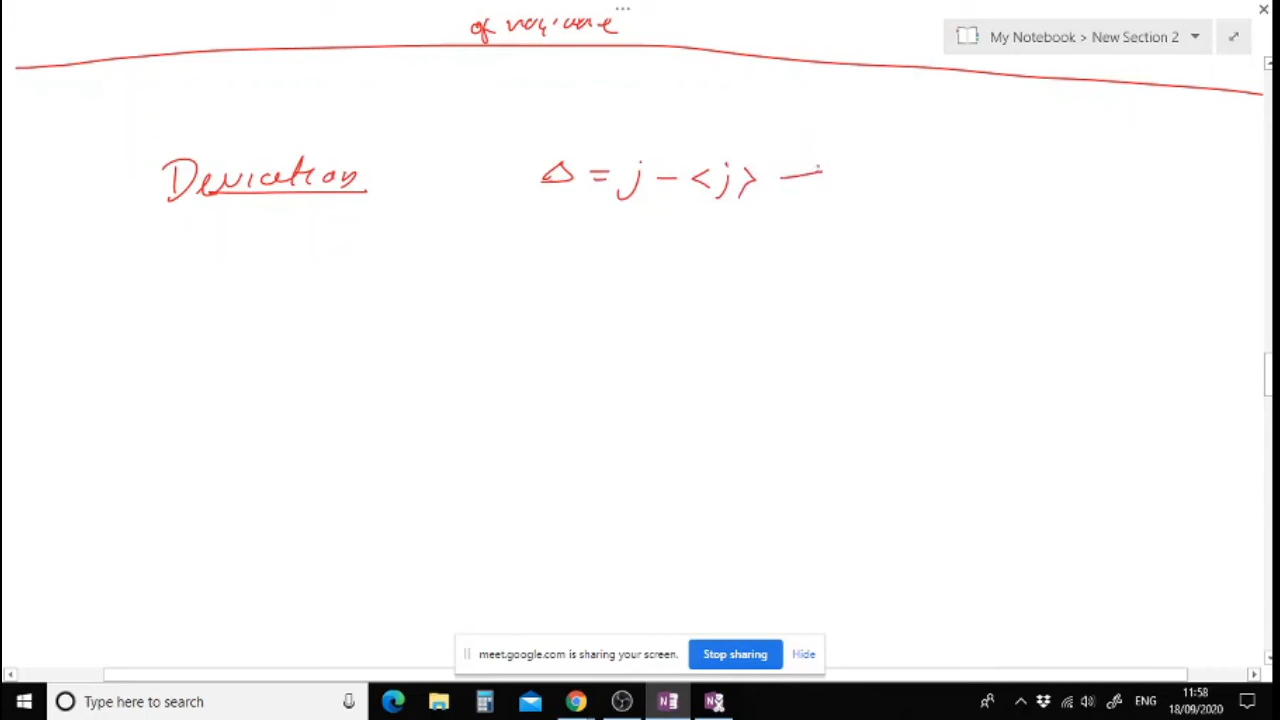 of variable
My Notebook > New Section 2
Deviation Δ = j - <j> —
meet.google.com is sharing your screen. Stop sharing Hide
Type here to search
ENG
11:58
18/09/2020